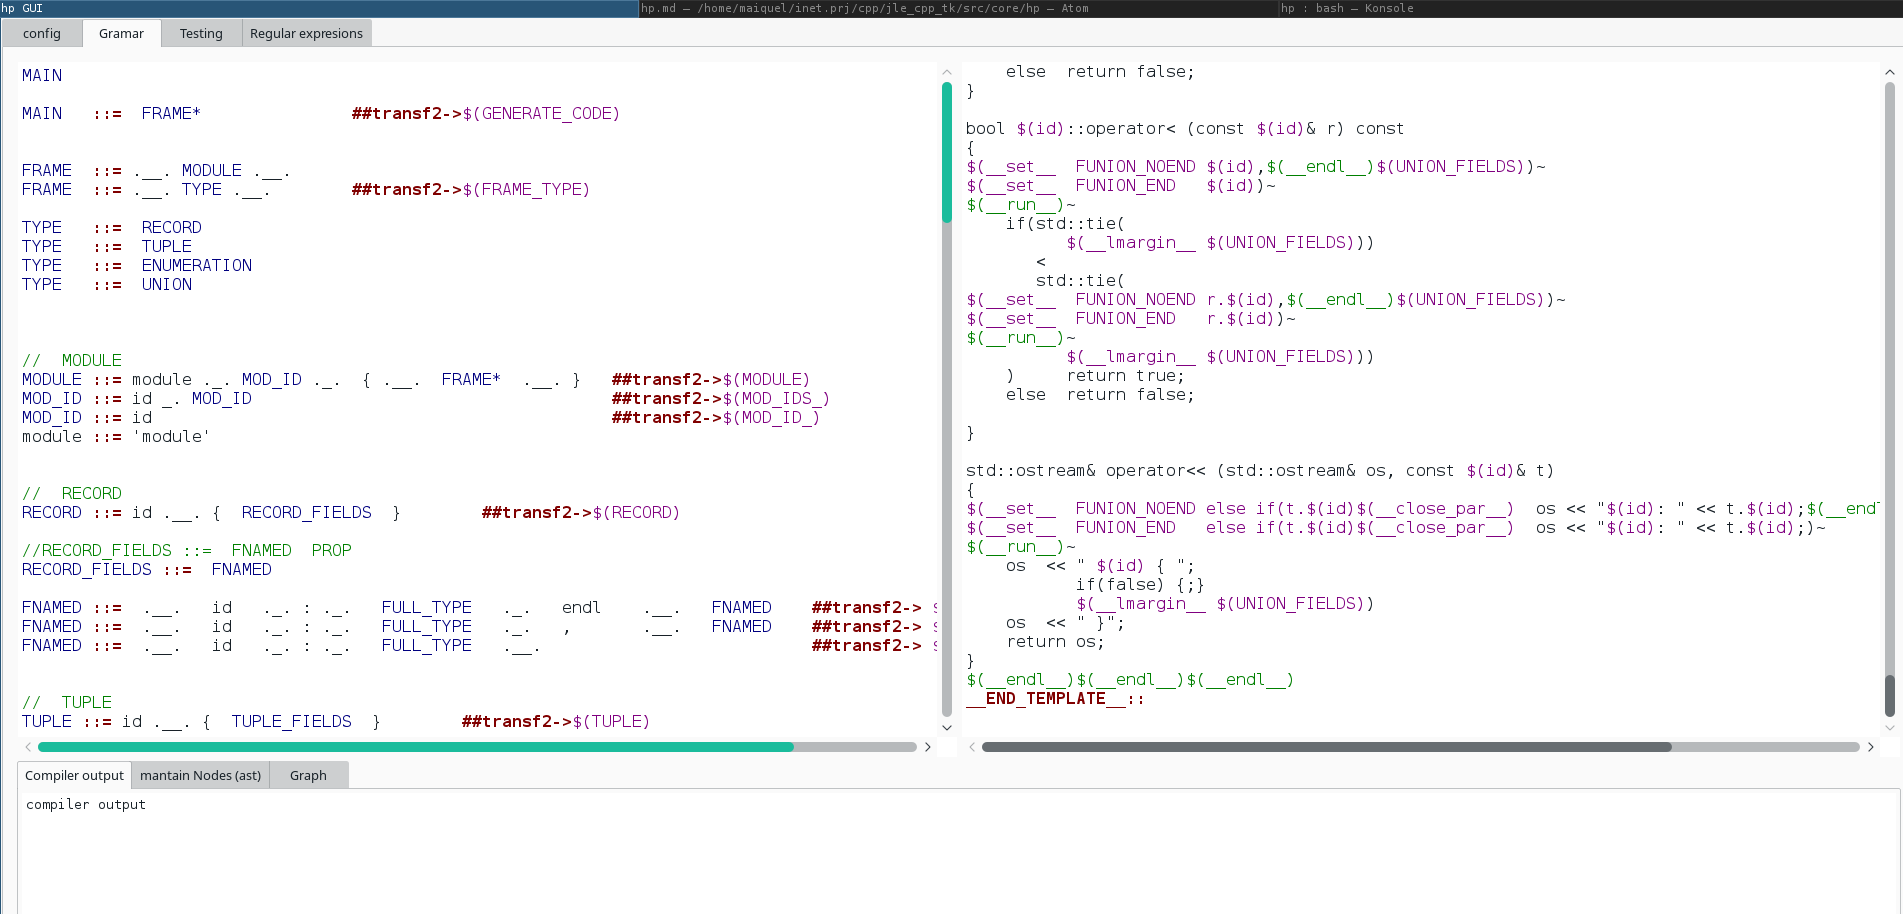 hp GUI
hp.md — /home/maiquel/inet.prj/cpp/jle_cpp_tk/src/core/hp — Atom
hp : bash — Konsole
config Gramar Testing Regular expresions
MAIN
MAIN ::= FRAME* ##transf2->$(GENERATE_CODE)
FRAME ::= .__. MODULE .__.
FRAME ::= .__. TYPE .__. ##transf2->$(FRAME_TYPE)
TYPE ::= RECORD
TYPE ::= TUPLE
TYPE ::= ENUMERATION
TYPE ::= UNION
// MODULE
MODULE ::= module ._. MOD_ID ._. { .__. FRAME* .__. } ##transf2->$(MODULE)
MOD_ID ::= id _. MOD_ID ##transf2->$(MOD_IDS_)
MOD_ID ::= id ##transf2->$(MOD_ID_)
module ::= 'module'
// RECORD
RECORD ::= id .__. { RECORD_FIELDS } ##transf2->$(RECORD)
//RECORD_FIELDS ::= FNAMED PROP
RECORD_FIELDS ::= FNAMED
FNAMED ::= .__. id ._. : ._. FULL_TYPE ._. endl .__. FNAMED ##transf2-> $
FNAMED ::= .__. id ._. : ._. FULL_TYPE ._. , .__. FNAMED ##transf2-> $
FNAMED ::= .__. id ._. : ._. FULL_TYPE .__. ##transf2-> $
// TUPLE
TUPLE ::= id .__. { TUPLE_FIELDS } ##transf2->$(TUPLE)
else return false;
}
bool $(id)::operator< (const $(id)& r) const
{
$(__set__ FUNION_NOEND $(id),$(__endl__)$(UNION_FIELDS))~
$(__set__ FUNION_END $(id))~
$(__run__)~
if(std::tie(
$(__lmargin__ $(UNION_FIELDS)))
<
std::tie(
$(__set__ FUNION_NOEND r.$(id),$(__endl__)$(UNION_FIELDS))~
$(__set__ FUNION_END r.$(id))~
$(__run__)~
$(__lmargin__ $(UNION_FIELDS)))
) return true;
else return false;
}
std::ostream& operator<< (std::ostream& os, const $(id)& t)
{
$(__set__ FUNION_NOEND else if(t.$(id)$(__close_par__) os << "$(id): " << t.$(id);$(__endl
$(__set__ FUNION_END else if(t.$(id)$(__close_par__) os << "$(id): " << t.$(id);)~
$(__run__)~
os << " $(id) { ";
if(false) {;}
$(__lmargin__ $(UNION_FIELDS))
os << " }";
return os;
}
$(__endl__)$(__endl__)$(__endl__)
__END_TEMPLATE__::
Compiler output mantain Nodes (ast) Graph
compiler output